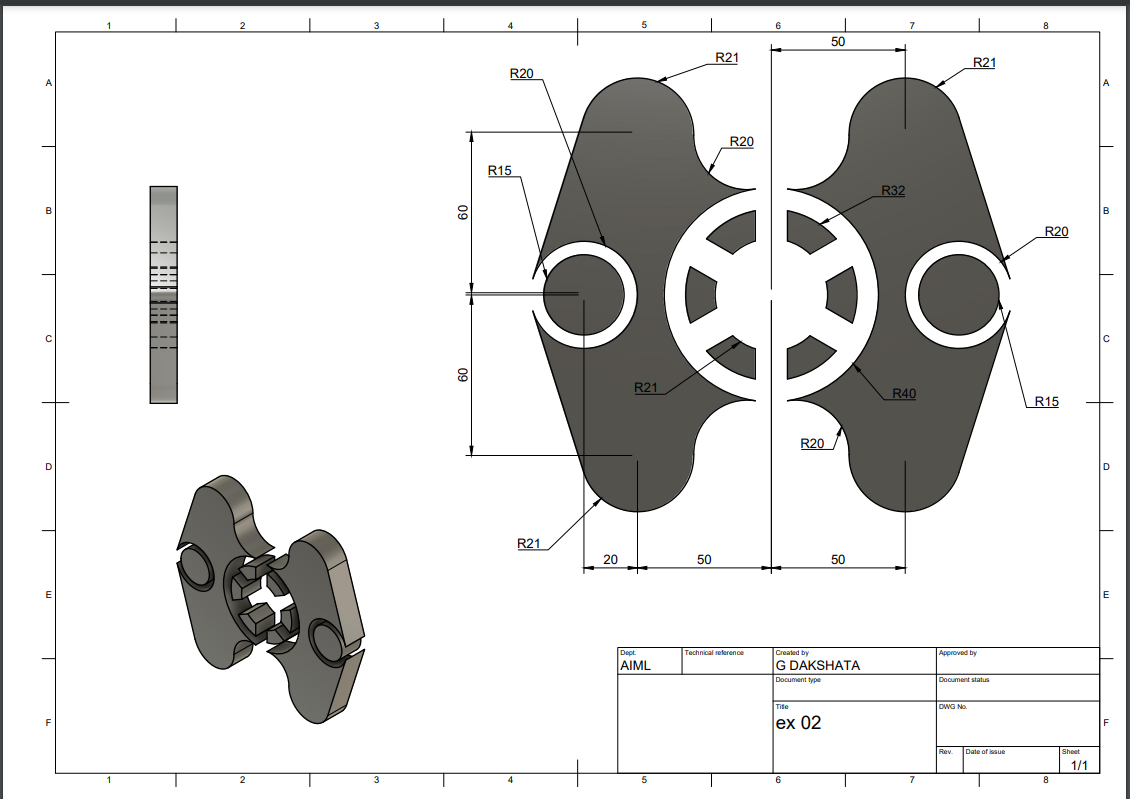 1 2 3 4 5 6 7 8
50
A A
R21 R21
R20
R20
R15
R32
B B
60
R20
C C
60
R21
R40
R15
R20
D D
R21
20 50 50
E E
Dept. Technical reference Created by Approved by
AIML G DAKSHATA
Document type Document status
Title DWG No.
ex 02
F F
Rev. Date of issue Sheet
1/1
1 2 3 4 5 6 7 8